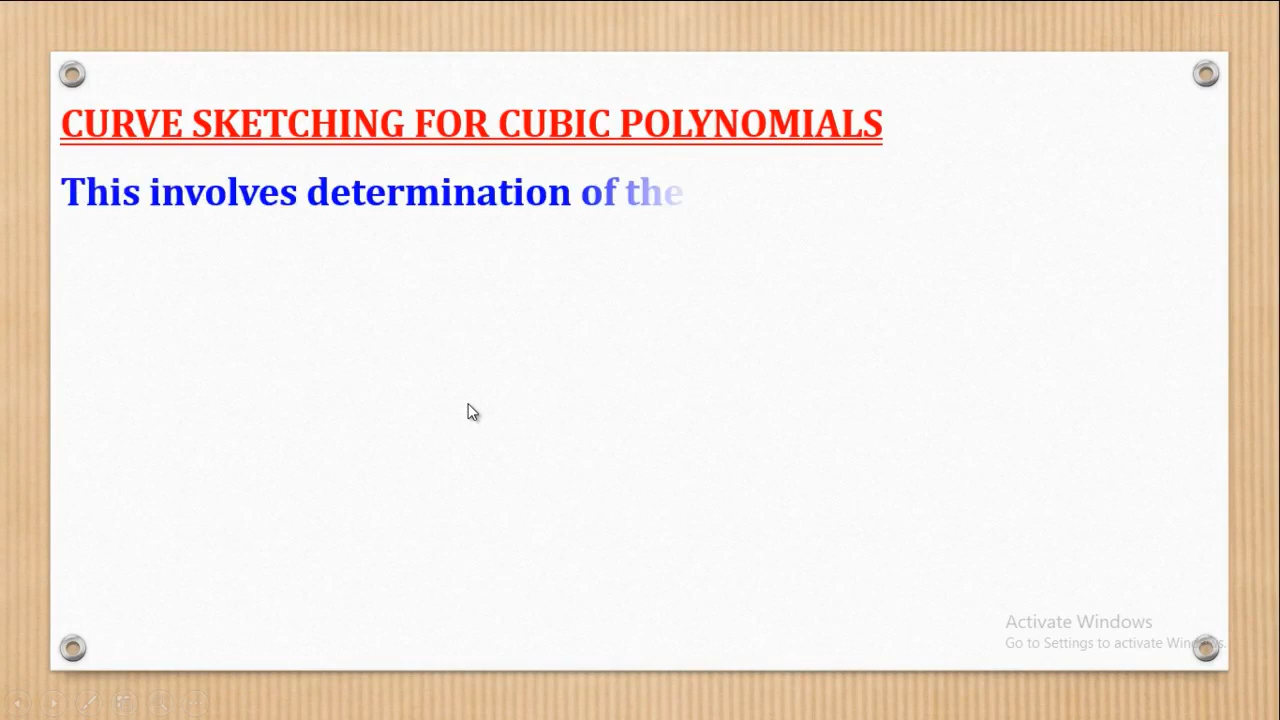 CURVE SKETCHING FOR CUBIC POLYNOMIALS
This involves determination of the
Activate Windows
Go to Settings to activate Windows.